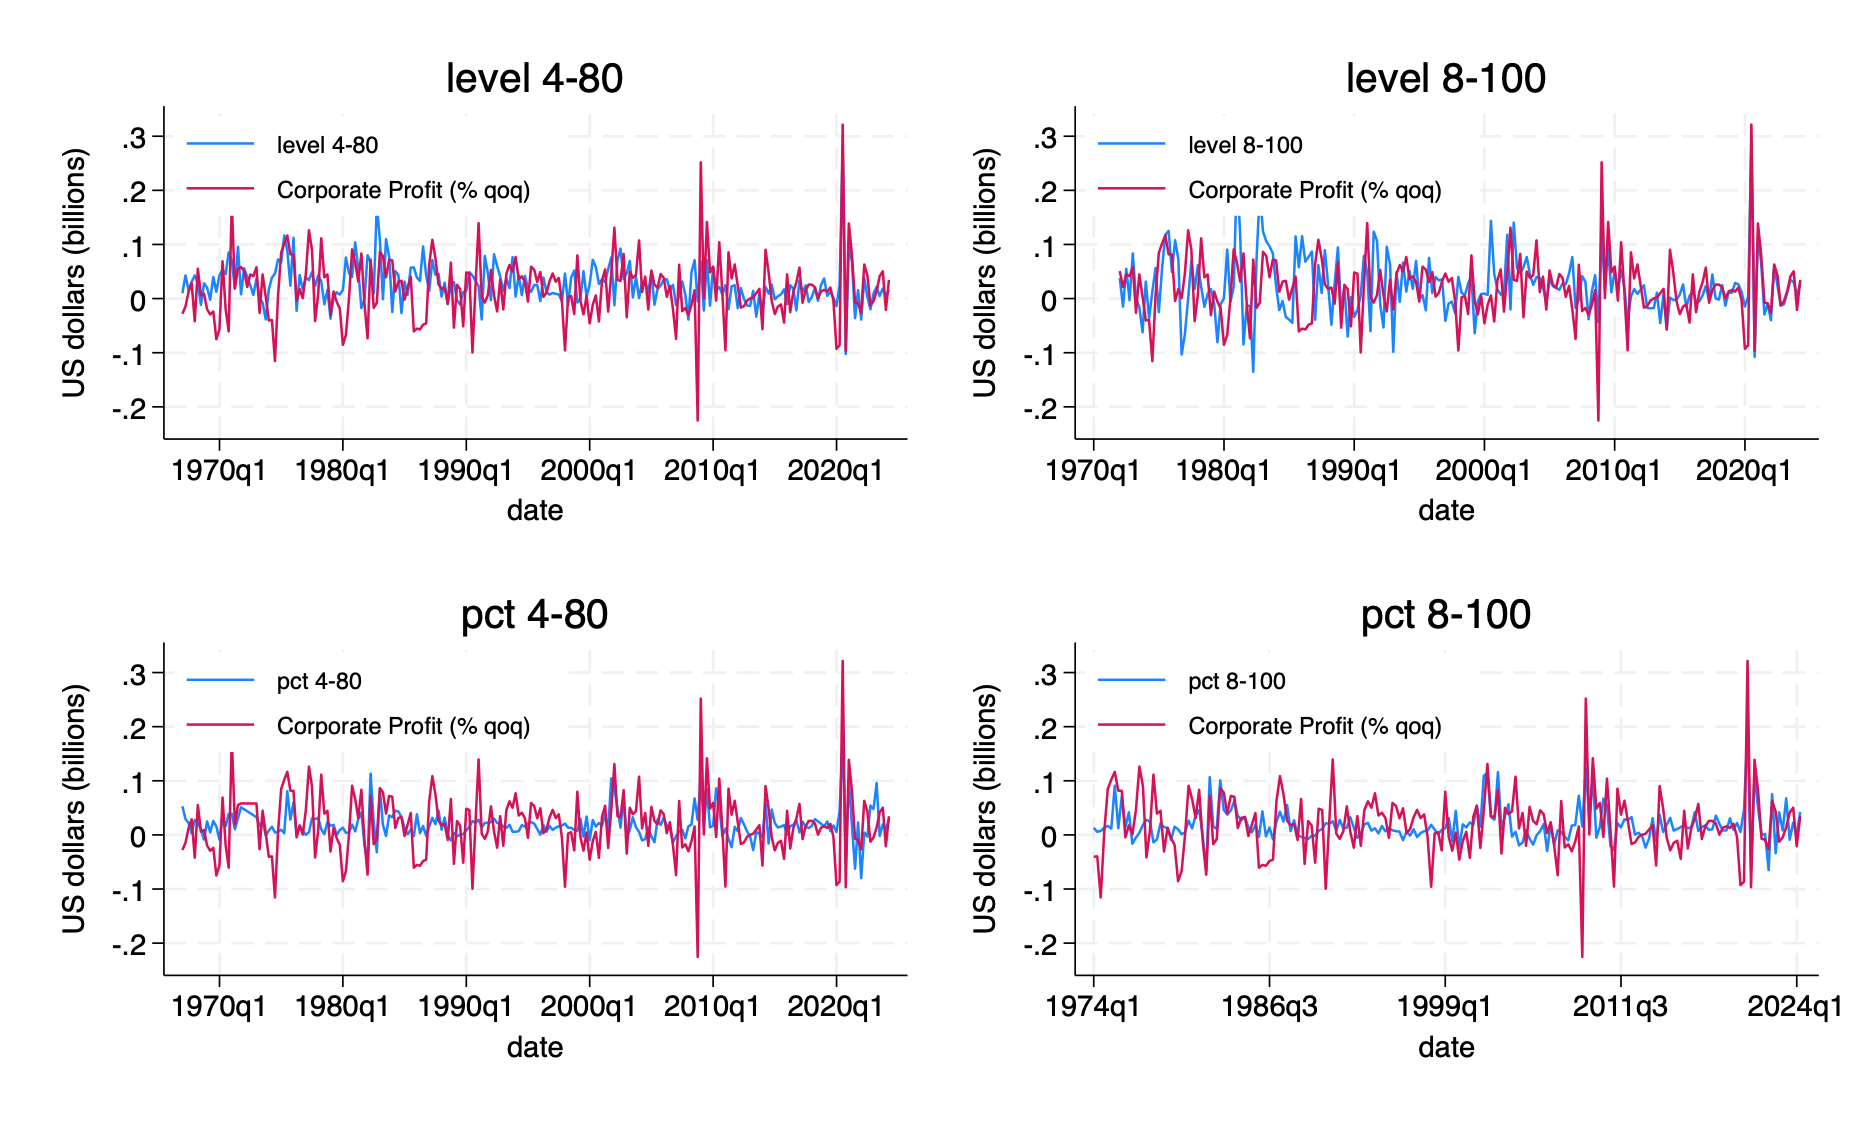 level 4-80
US dollars (billions)
.3
.2
.1
0
-.1
-.2
level 4-80
Corporate Profit (% qoq)
1970q1 1980q1 1990q1 2000q1 2010q1 2020q1
date
level 8-100
US dollars (billions)
.3
.2
.1
0
-.1
-.2
level 8-100
Corporate Profit (% qoq)
1970q1 1980q1 1990q1 2000q1 2010q1 2020q1
date
pct 4-80
US dollars (billions)
.3
.2
.1
0
-.1
-.2
pct 4-80
Corporate Profit (% qoq)
1970q1 1980q1 1990q1 2000q1 2010q1 2020q1
date
pct 8-100
US dollars (billions)
.3
.2
.1
0
-.1
-.2
pct 8-100
Corporate Profit (% qoq)
1974q1 1986q3 1999q1 2011q3 2024q1
date